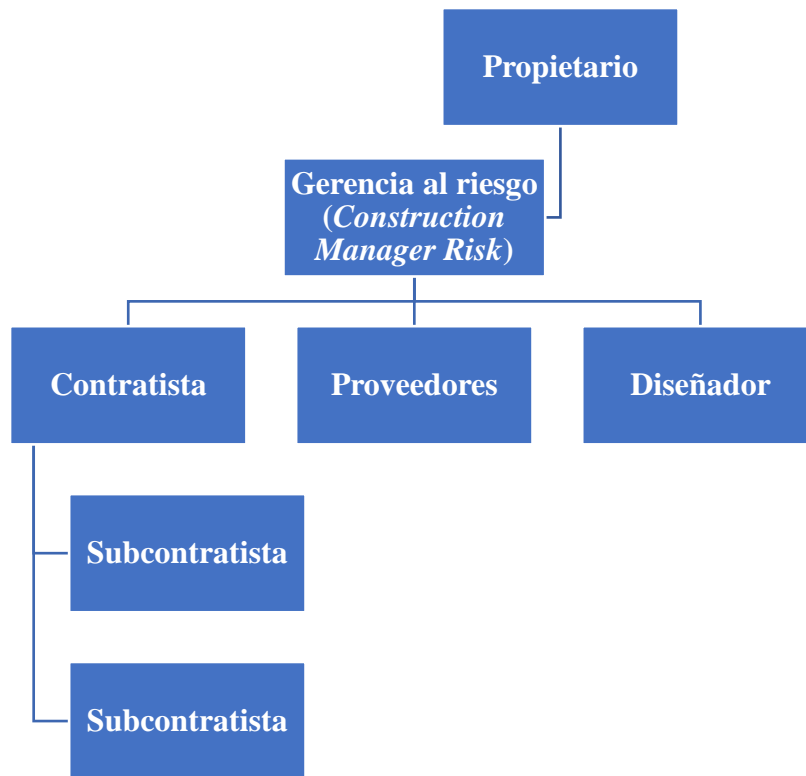 Propietario
Gerencia al riesgo
(Construction
Manager Risk)
Contratista
Proveedores
Diseñador
Subcontratista
Subcontratista